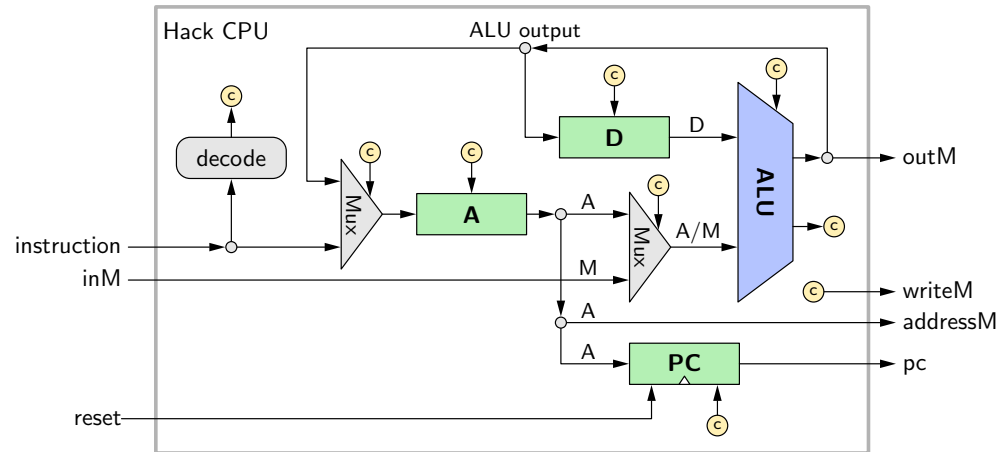 Hack CPU
ALU output
C
C
C
D
D
decode
C
C
ALU
outM
Mux
A
C
A
Mux
A/M
C
instruction
inM
M
C
writeM
A
addressM
A
PC
pc
reset
C